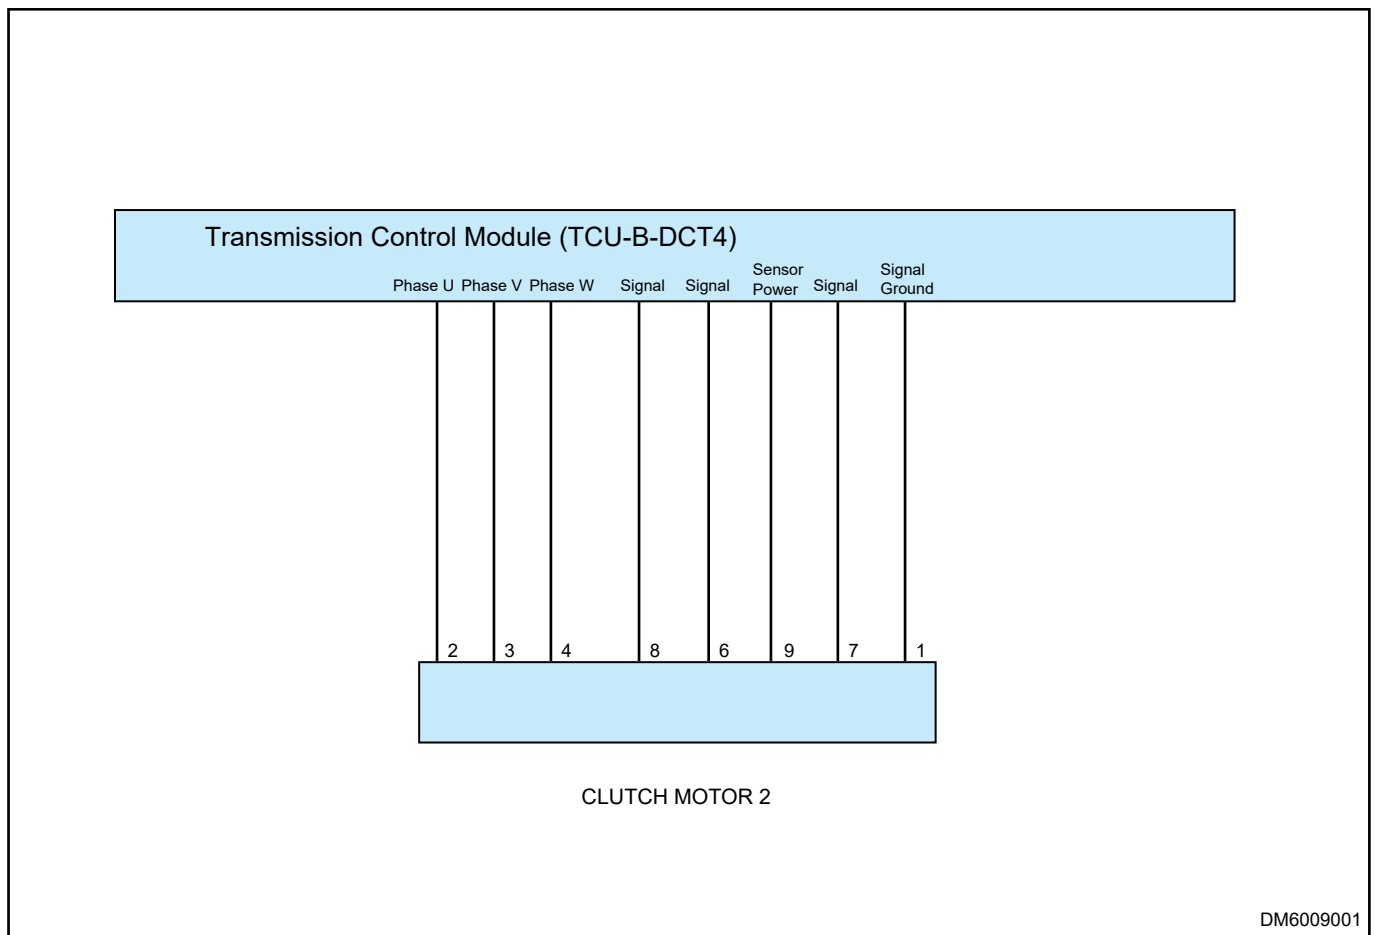 Transmission Control Module (TCU-B-DCT4)
Phase U Phase V Phase W Signal Signal Sensor Power Signal Signal Ground
2 3 4 8 6 9 7 1
CLUTCH MOTOR 2
DM6009001